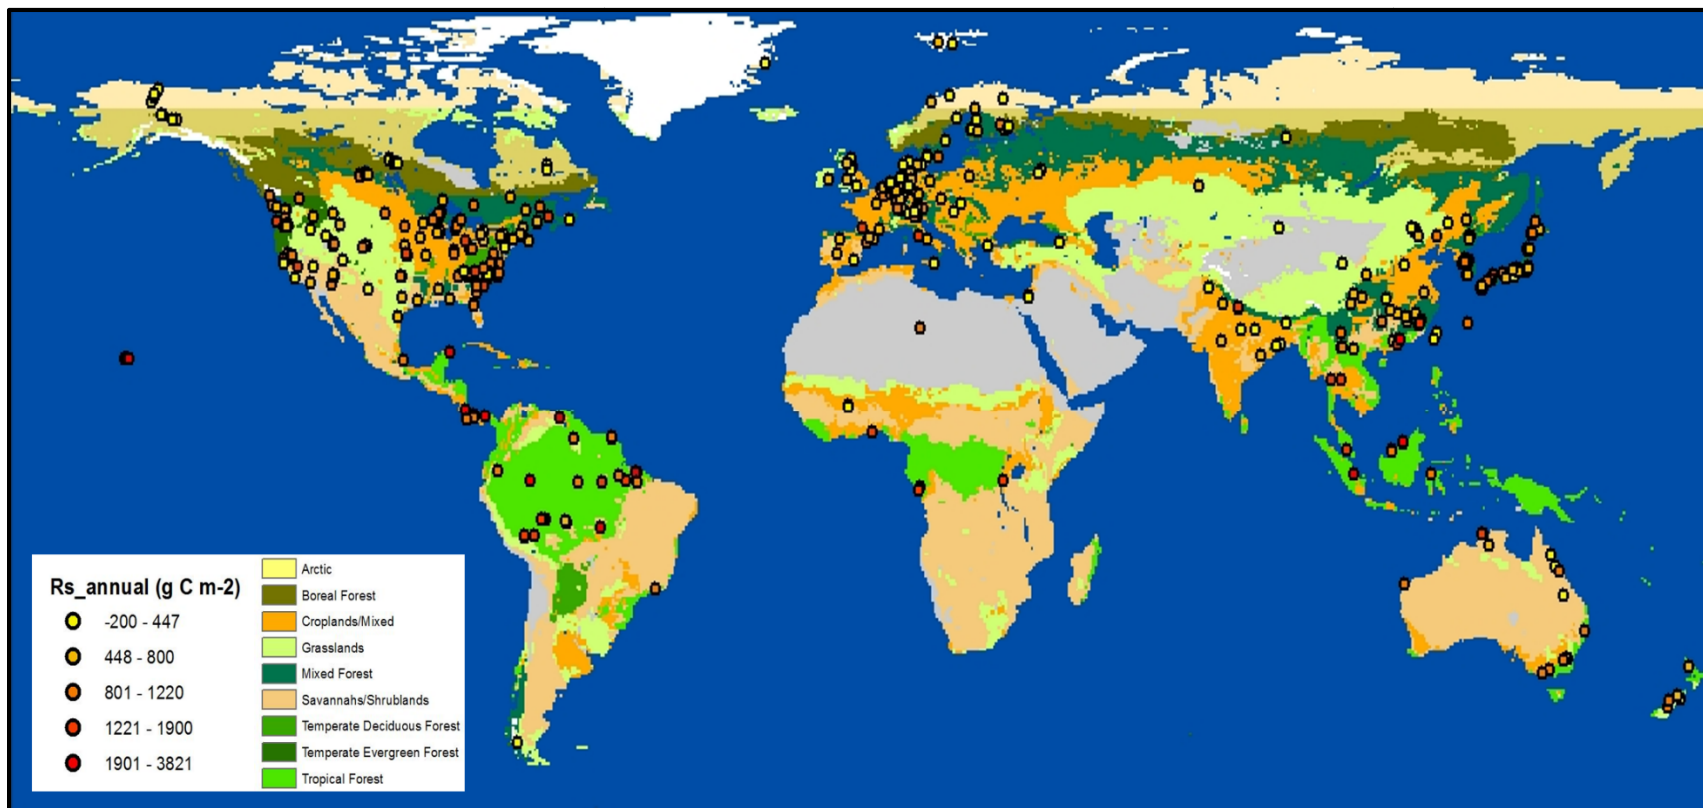 Rs_annual (g C m-2)
-200 - 447
448 - 800
801 - 1220
1221 - 1900
1901 - 3821
Arctic
Boreal Forest
Croplands/Mixed
Grasslands
Mixed Forest
Savannahs/Shrublands
Temperate Deciduous Forest
Temperate Evergreen Forest
Tropical Forest